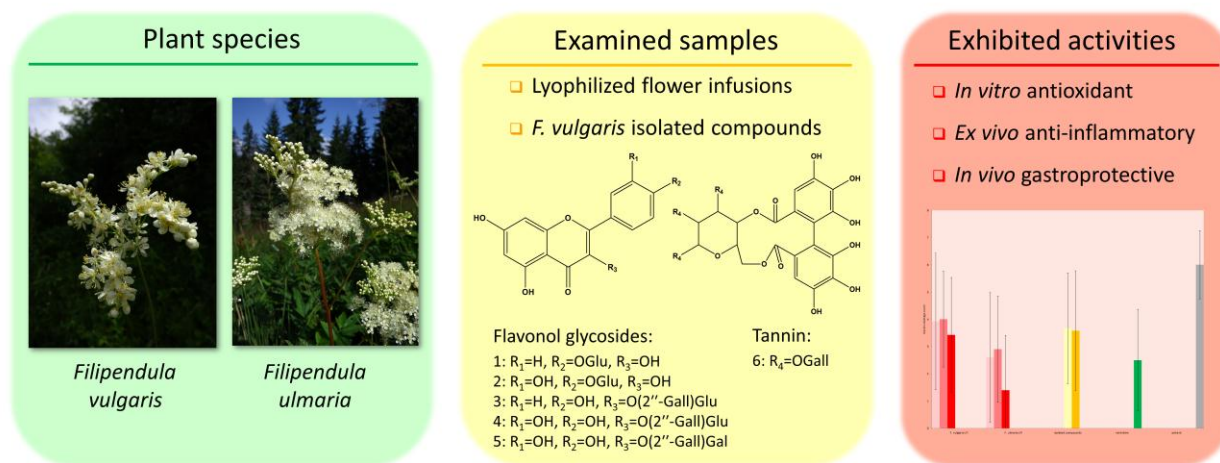 Plant species
Filipendula
vulgaris
Filipendula
ulmaria
Examined samples
Lyophilized flower infusions
F. vulgaris isolated compounds
R₁
R₂
HO
O
R₃
OH
O
R₄
R₄
R₄
O
O
O
O
O
OH
OH
OH
OH
OH
OH
Flavonol glycosides:
1: R₁=H, R₂=OGlu, R₃=OH
2: R₁=OH, R₂=OGlu, R₃=OH
3: R₁=H, R₂=OH, R₃=O(2′′-Gall)Glu
4: R₁=OH, R₂=OH, R₃=O(2′′-Gall)Glu
5: R₁=OH, R₂=OH, R₃=O(2′′-Gall)Gal
Tannin:
6: R₄=OGall
Exhibited activities
In vitro antioxidant
Ex vivo anti-inflammatory
In vivo gastroprotective